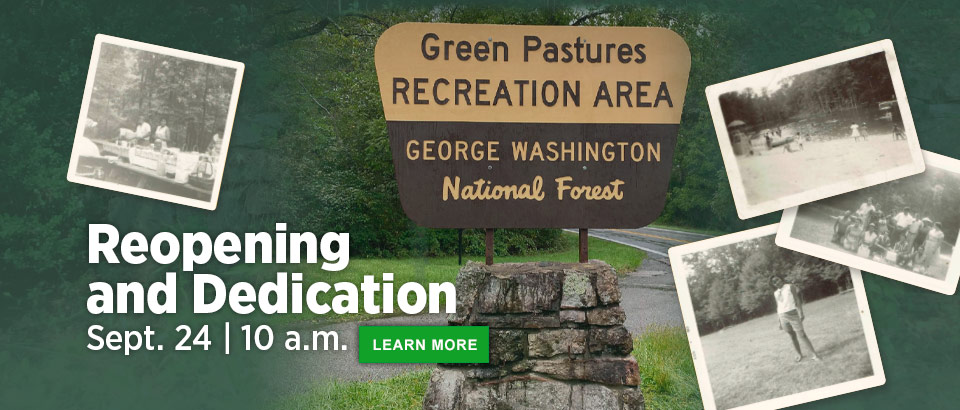 Green Pastures
RECREATION AREA
GEORGE WASHINGTON
National Forest
Reopening
and Dedication
Sept. 24 | 10 a.m.
LEARN MORE